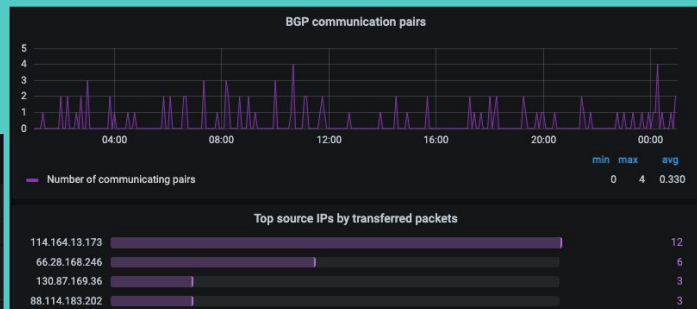 BGP communication pairs
5
4
3
2
1
0
04:00 08:00 12:00 16:00 20:00 00:00
min max avg
Number of communicating pairs 0 4 0.330
Top source IPs by transferred packets
114.164.13.173 12
66.28.168.246 6
130.87.169.36 3
88.114.183.202 3